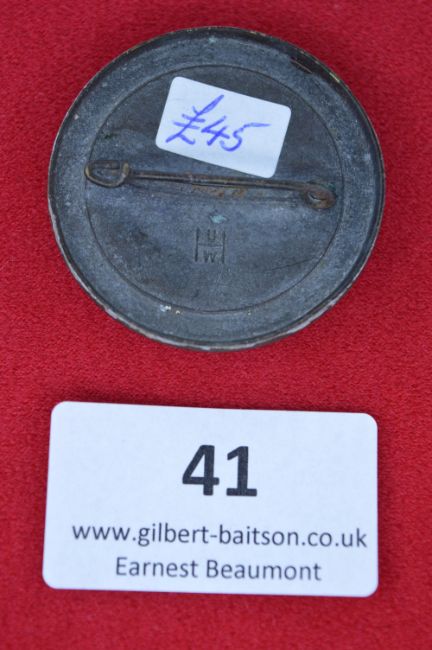 £45
U
W
41
www.gilbert-baitson.co.uk
Earnest Beaumont